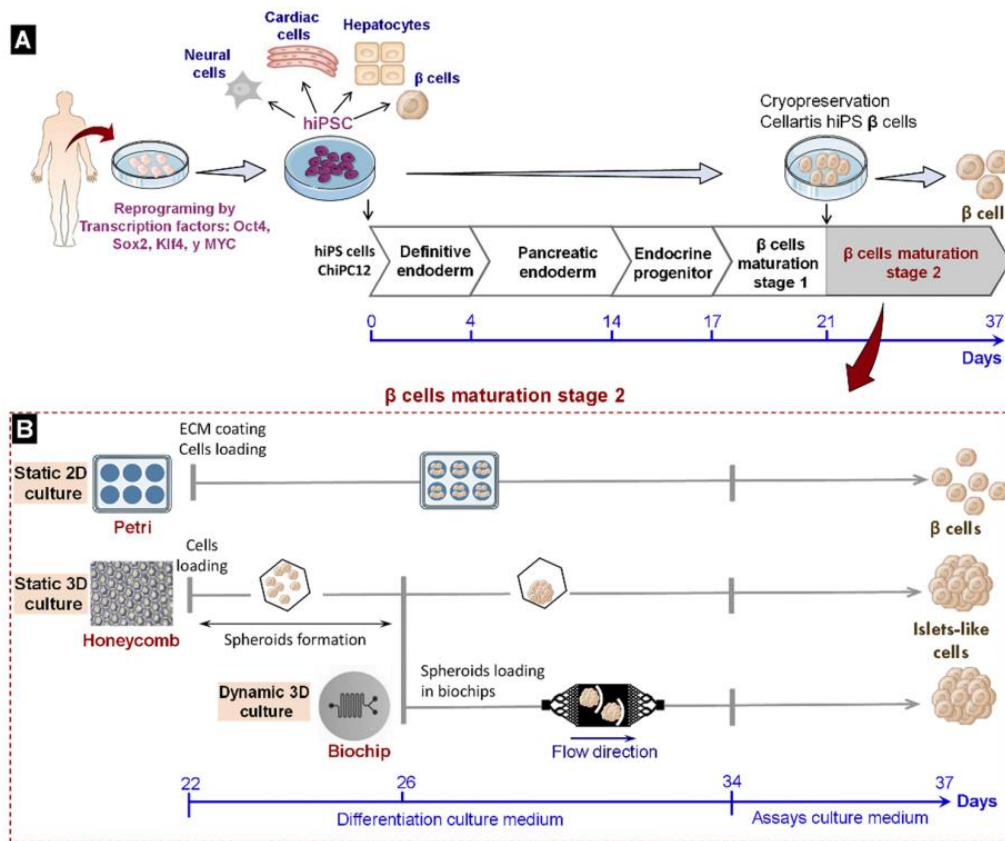 A
Neural
cells
Cardiac
cells
Hepatocytes
β cells
hiPSC
Reprograming by
Transcription factors: Oct4,
Sox2, Klf4, y MYC
Cryopreservation
Cellartis hiPS β cells
β cell
hiPS cells
ChiPC12
Definitive
endoderm
Pancreatic
endoderm
Endocrine
progenitor
β cells
maturation
stage 1
β cells maturation
stage 2
0
4
14
17
21
37
Days
β cells maturation stage 2
B
Static 2D
culture
Petri
ECM coating
Cells loading
β cells
Static 3D
culture
Honeycomb
Cells
loading
Spheroids formation
Islets-like
cells
Dynamic 3D
culture
Biochip
Spheroids loading
in biochips
Flow direction
22
26
34
37
Days
Differentiation culture medium
Assays culture medium